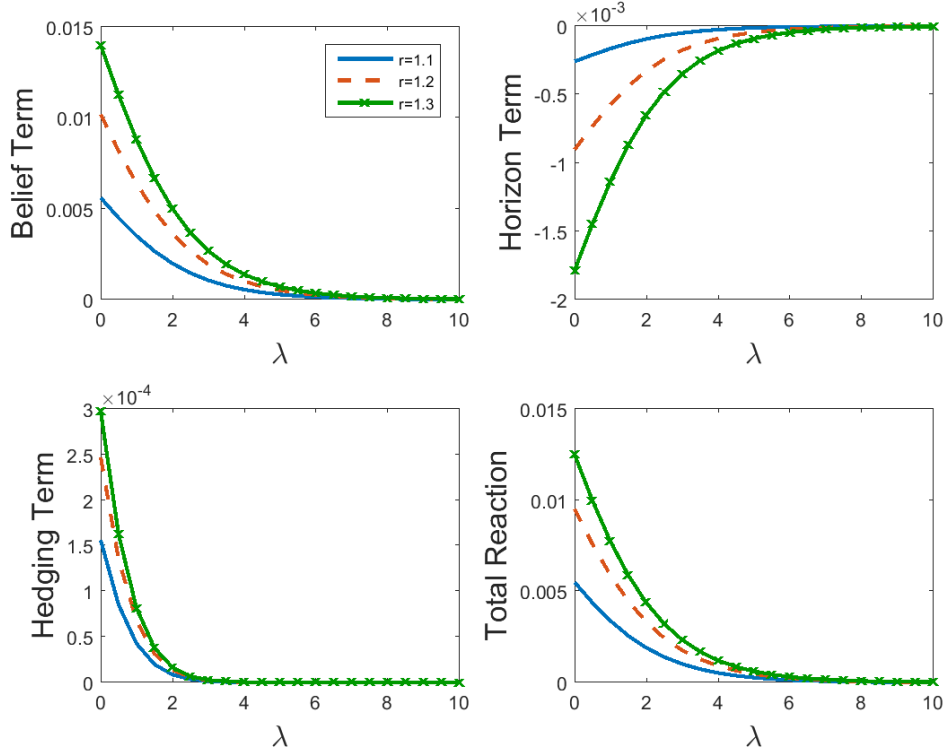 0.015
0.01
0.005
0
0 2 4 6 8 10
Belief Term
λ
r=1.1
r=1.2
r=1.3
×10⁻³
0
-0.5
-1
-1.5
-2
0 2 4 6 8 10
Horizon Term
λ
×10⁻⁴
3
2.5
2
1.5
1
0.5
0
0 2 4 6 8 10
Hedging Term
λ
0.015
0.01
0.005
0
0 2 4 6 8 10
Total Reaction
λ